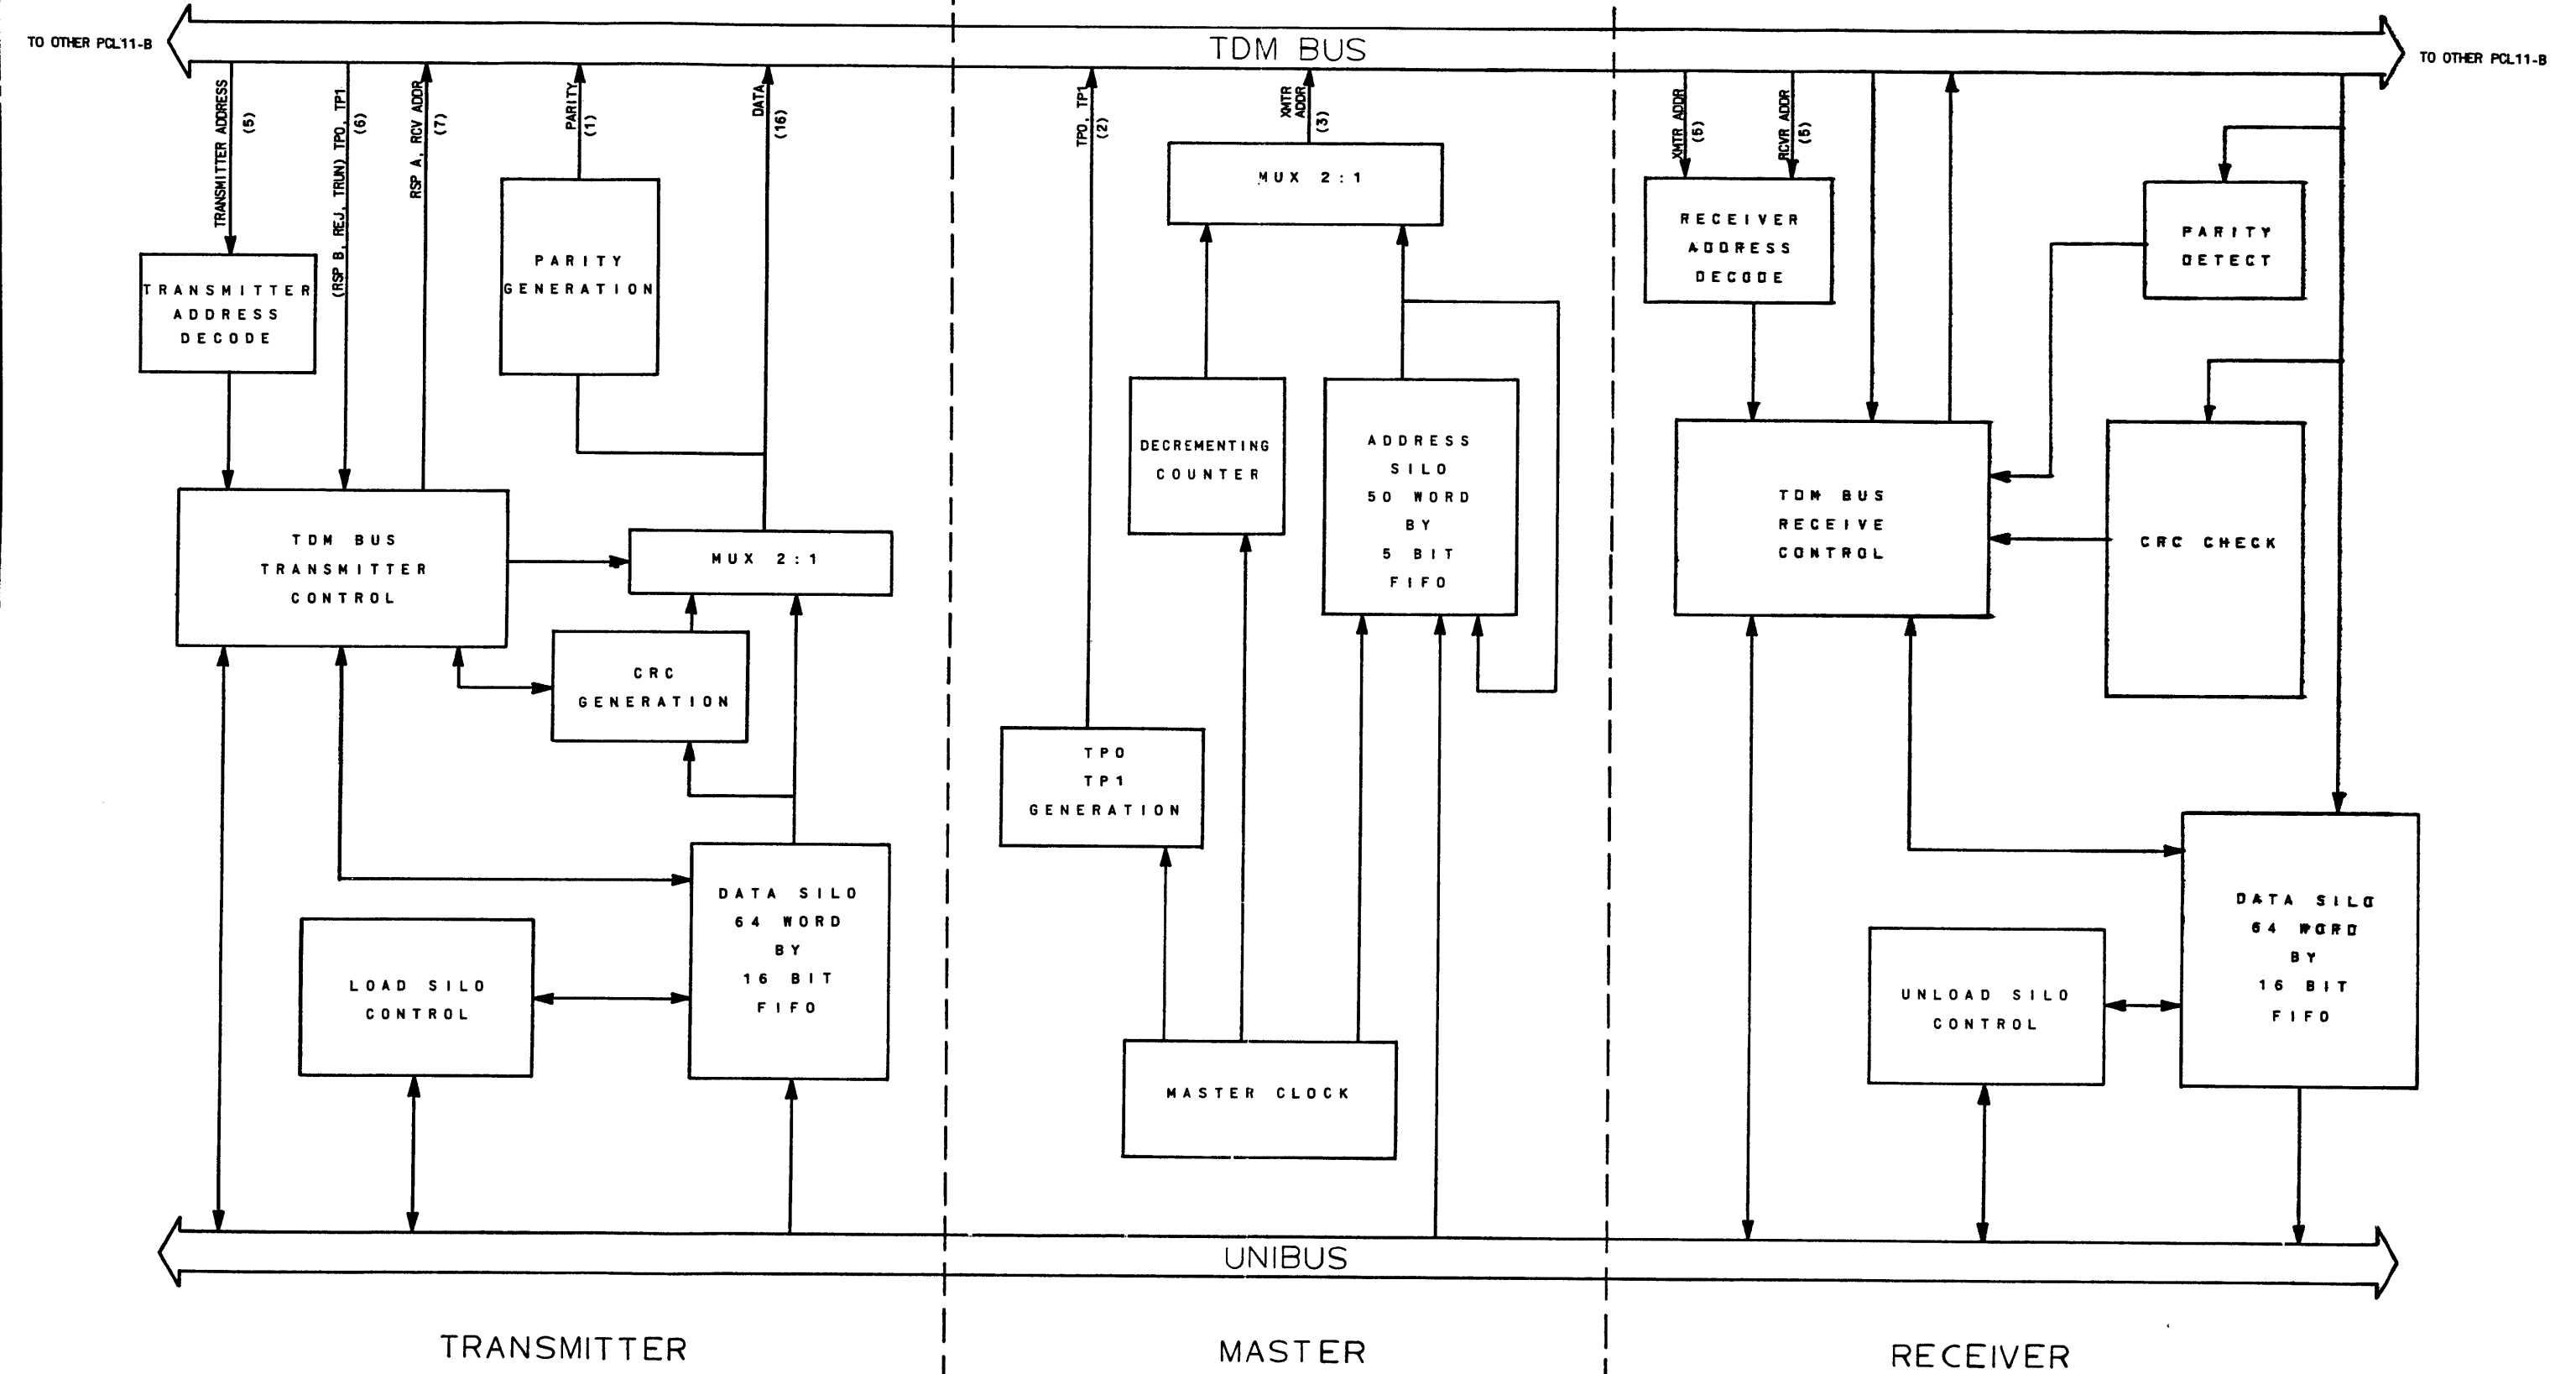 TO OTHER PCL11-B
TDM BUS
TO OTHER PCL11-B
TRANSMITTER ADDRESS
(5)
(RSP B, REJ, TRUN) TPO, TP1
(6)
RSP A, RCV ADDR
(7)
PARITY
(1)
DATA
(16)
TRANSMITTER
ADDRESS
DECODE
PARITY
GENERATION
TDM BUS
TRANSMITTER
CONTROL
MUX 2:1
CRC
GENERATION
DATA SILO
64 WORD
BY
16 BIT
FIFO
LOAD SILO
CONTROL
TPO, TP1
(2)
XMTR
ADDR
(3)
MUX 2:1
DECREMENTING
COUNTER
ADDRESS
SILO
50 WORD
BY
5 BIT
FIFO
TPO
TP1
GENERATION
MASTER CLOCK
XMTR ADDR
(5)
RCVR ADDR
(5)
RECEIVER
ADDRESS
DECODE
PARITY
DETECT
TDM BUS
RECEIVE
CONTROL
CRC CHECK
DATA SILO
64 WORD
BY
16 BIT
FIFO
UNLOAD SILO
CONTROL
UNIBUS
TRANSMITTER
MASTER
RECEIVER